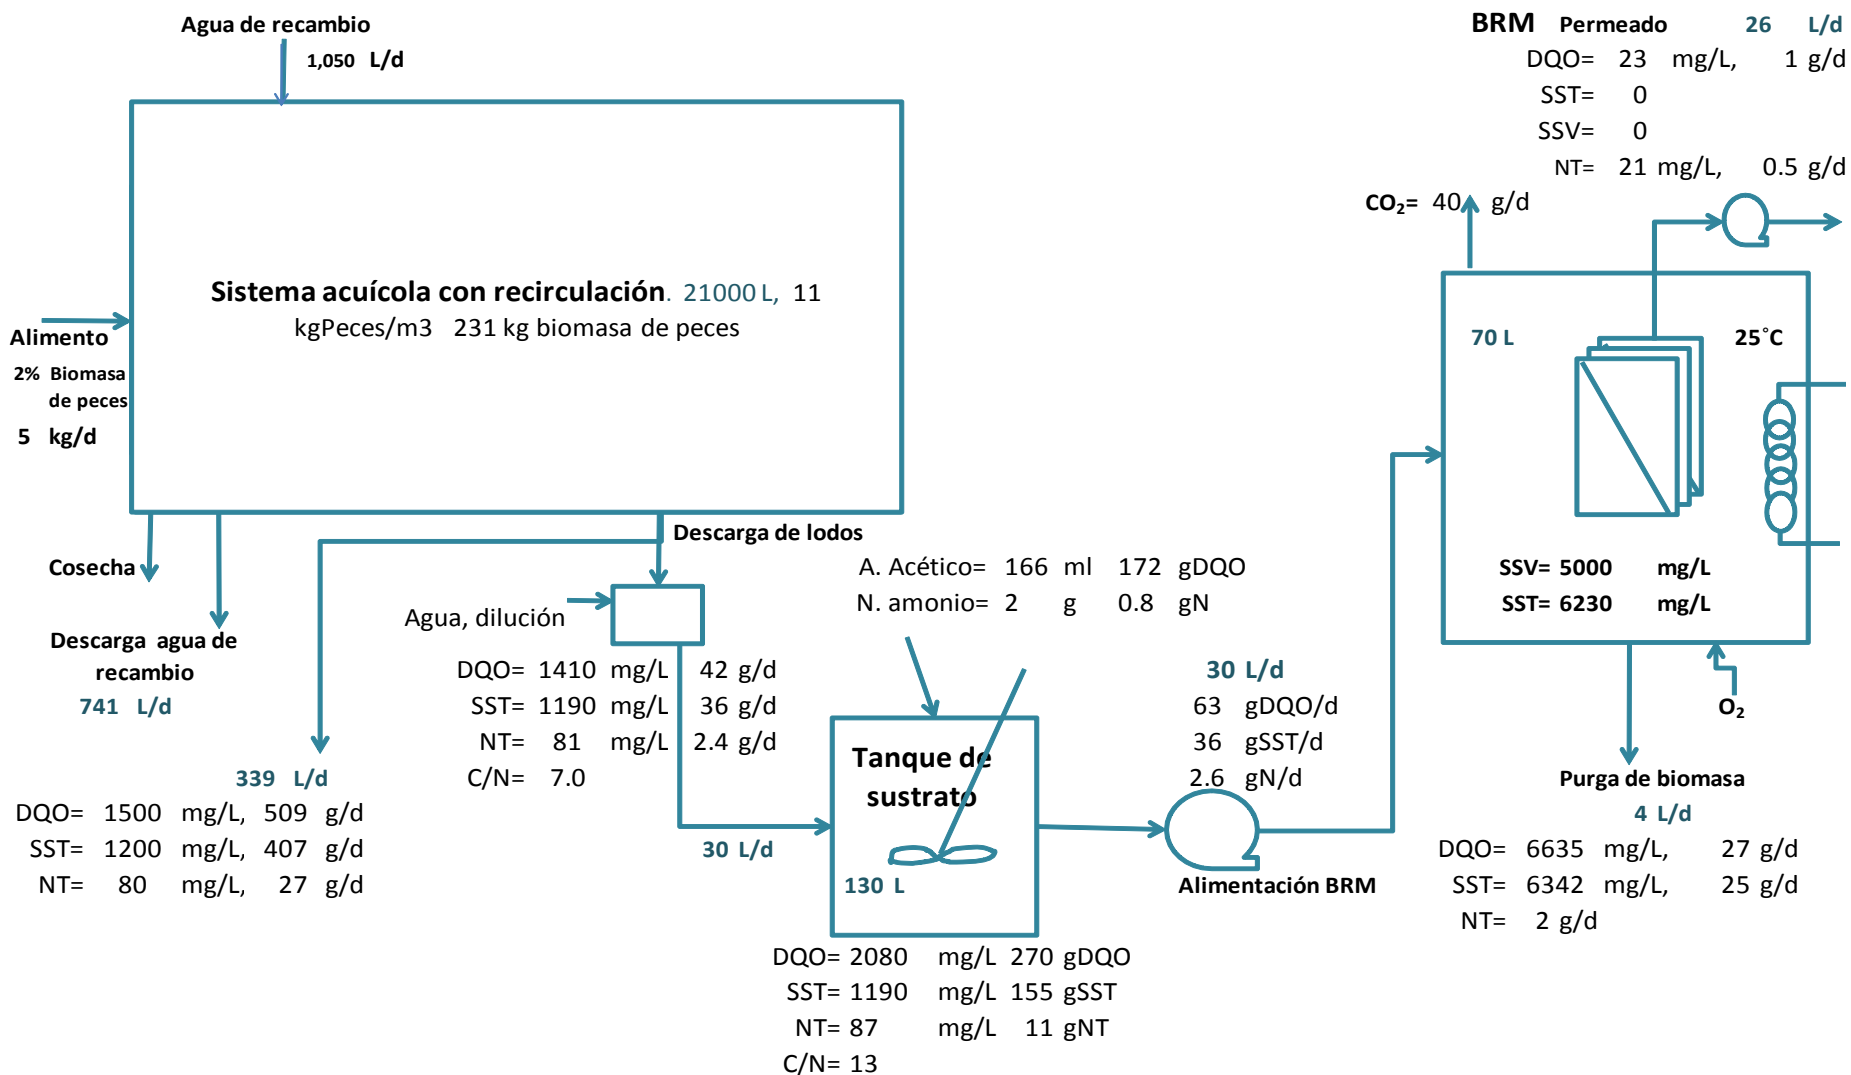 Agua de recambio
1,050 L/d
Sistema acuícola con recirculación. 21000 L, 11
kgPeces/m3 231 kg biomasa de peces
Alimento
2% Biomasa
de peces
5 kg/d
Cosecha
Descarga agua de
recambio
741 L/d
Descarga de lodos
339 L/d
DQO= 1500 mg/L, 509 g/d
SST= 1200 mg/L, 407 g/d
NT= 80 mg/L, 27 g/d
Agua, dilución
DQO= 1410 mg/L 42 g/d
SST= 1190 mg/L 36 g/d
NT= 81 mg/L 2.4 g/d
C/N= 7.0
30 L/d
A. Acético= 166 ml 172 gDQO
N. amonio= 2 g 0.8 gN
Tanque de
sustrato
130 L
DQO= 2080 mg/L 270 gDQO
SST= 1190 mg/L 155 gSST
NT= 87 mg/L 11 gNT
C/N= 13
30 L/d
63 gDQO/d
36 gSST/d
2.6 gN/d
Alimentación BRM
BRM Permeado 26 L/d
DQO= 23 mg/L, 1 g/d
SST= 0
SSV= 0
NT= 21 mg/L, 0.5 g/d
CO₂= 40 g/d
70 L
25°C
SSV= 5000 mg/L
SST= 6230 mg/L
O₂
Purga de biomasa
4 L/d
DQO= 6635 mg/L, 27 g/d
SST= 6342 mg/L, 25 g/d
NT= 2 g/d